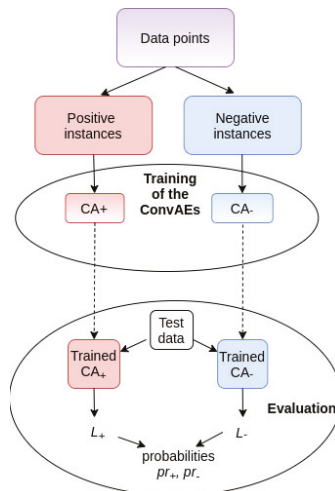 Data points
Positive
instances
Negative
instances
Training
of the
ConvAEs
CA+
CA-
Test
data
Trained
CA₊
Trained
CA-
Evaluation
L₊
L-
probabilities
pr₊, pr-